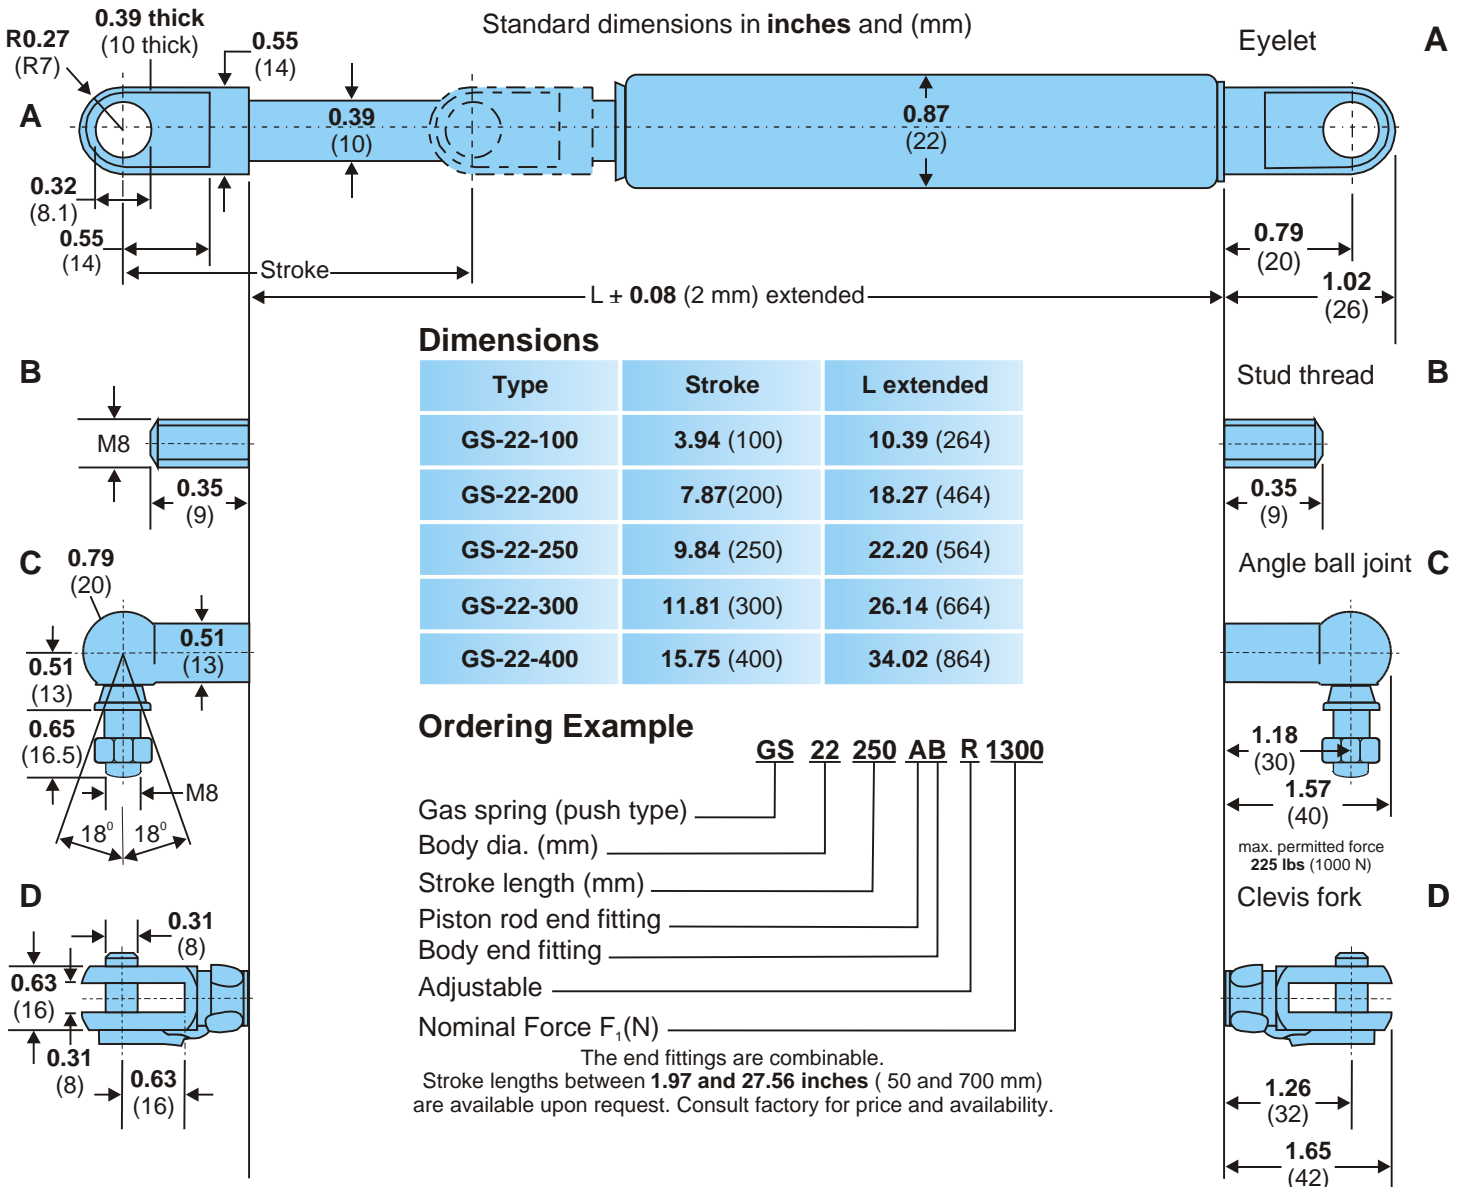 Standard dimensions in inches and (mm)
R0.27
(R7)
0.39 thick
(10 thick)
0.55
(14)
Eyelet
A
A
0.39
(10)
0.87
(22)
0.32
(8.1)
0.55
(14)
Stroke
0.79
(20)
L ± 0.08 (2 mm) extended
1.02
(26)
Dimensions
Type Stroke L extended
GS-22-100 3.94 (100) 10.39 (264)
GS-22-200 7.87(200) 18.27 (464)
GS-22-250 9.84 (250) 22.20 (564)
GS-22-300 11.81 (300) 26.14 (664)
GS-22-400 15.75 (400) 34.02 (864)
B
M8
0.35
(9)
Stud thread
B
0.35
(9)
C
0.79
(20)
0.51
(13)
0.51
(13)
0.65
(16.5)
M8
18⁰ 18⁰
Angle ball joint C
1.18
(30)
1.57
(40)
max. permitted force
225 lbs (1000 N)
Ordering Example
GS 22 250 AB R 1300
Gas spring (push type)
Body dia. (mm)
Stroke length (mm)
Piston rod end fitting
Body end fitting
Adjustable
Nominal Force F₁(N)
The end fittings are combinable.
Stroke lengths between 1.97 and 27.56 inches ( 50 and 700 mm)
are available upon request. Consult factory for price and availability.
D
0.31
(8)
0.63
(16)
0.31
(8)
0.63
(16)
Clevis fork
D
1.26
(32)
1.65
(42)